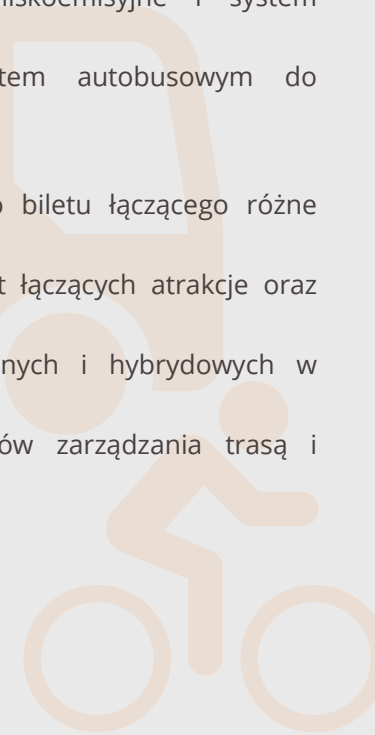 niskoemisyjne i system
tem autobusowym do
biletu łączącego różne
łączących atrakcje oraz
nych i hybrydowych w
ów zarządzania trasą i